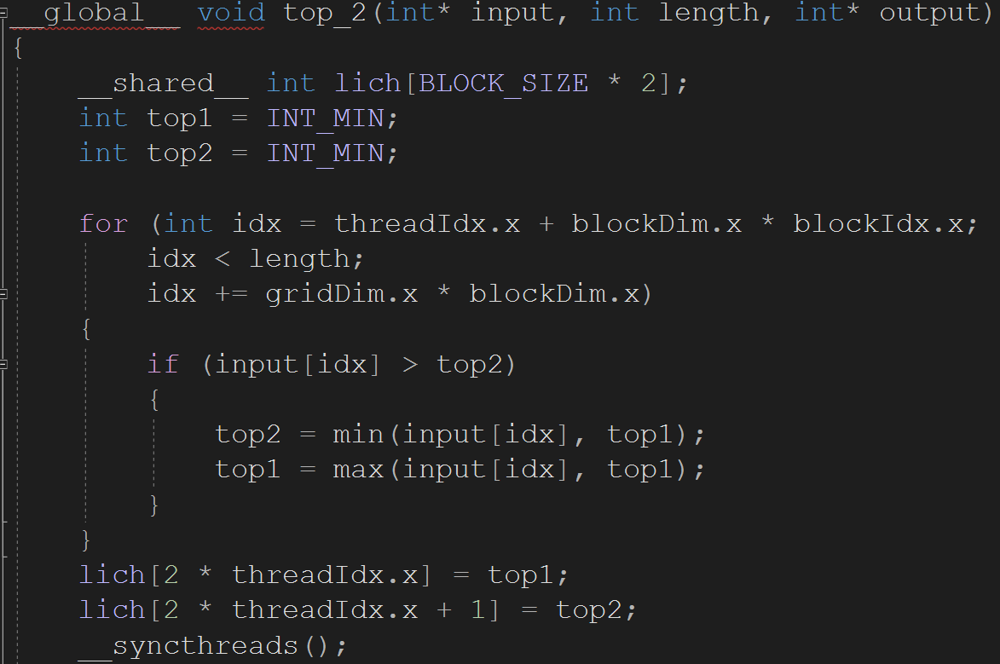 __global__ void top_2(int* input, int length, int* output)
{
    __shared__ int lich[BLOCK_SIZE * 2];
    int top1 = INT_MIN;
    int top2 = INT_MIN;

    for (int idx = threadIdx.x + blockDim.x * blockIdx.x;
        idx < length;
        idx += gridDim.x * blockDim.x)
    {
        if (input[idx] > top2)
        {
            top2 = min(input[idx], top1);
            top1 = max(input[idx], top1);
        }
    }
    lich[2 * threadIdx.x] = top1;
    lich[2 * threadIdx.x + 1] = top2;
    __syncthreads();